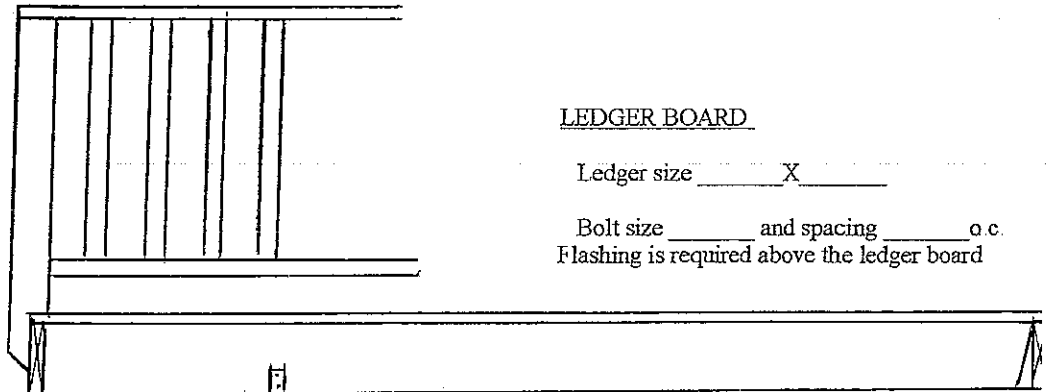 LEDGER BOARD
Ledger size _______X_______
Bolt size _______ and spacing _______o.c.
Flashing is required above the ledger board